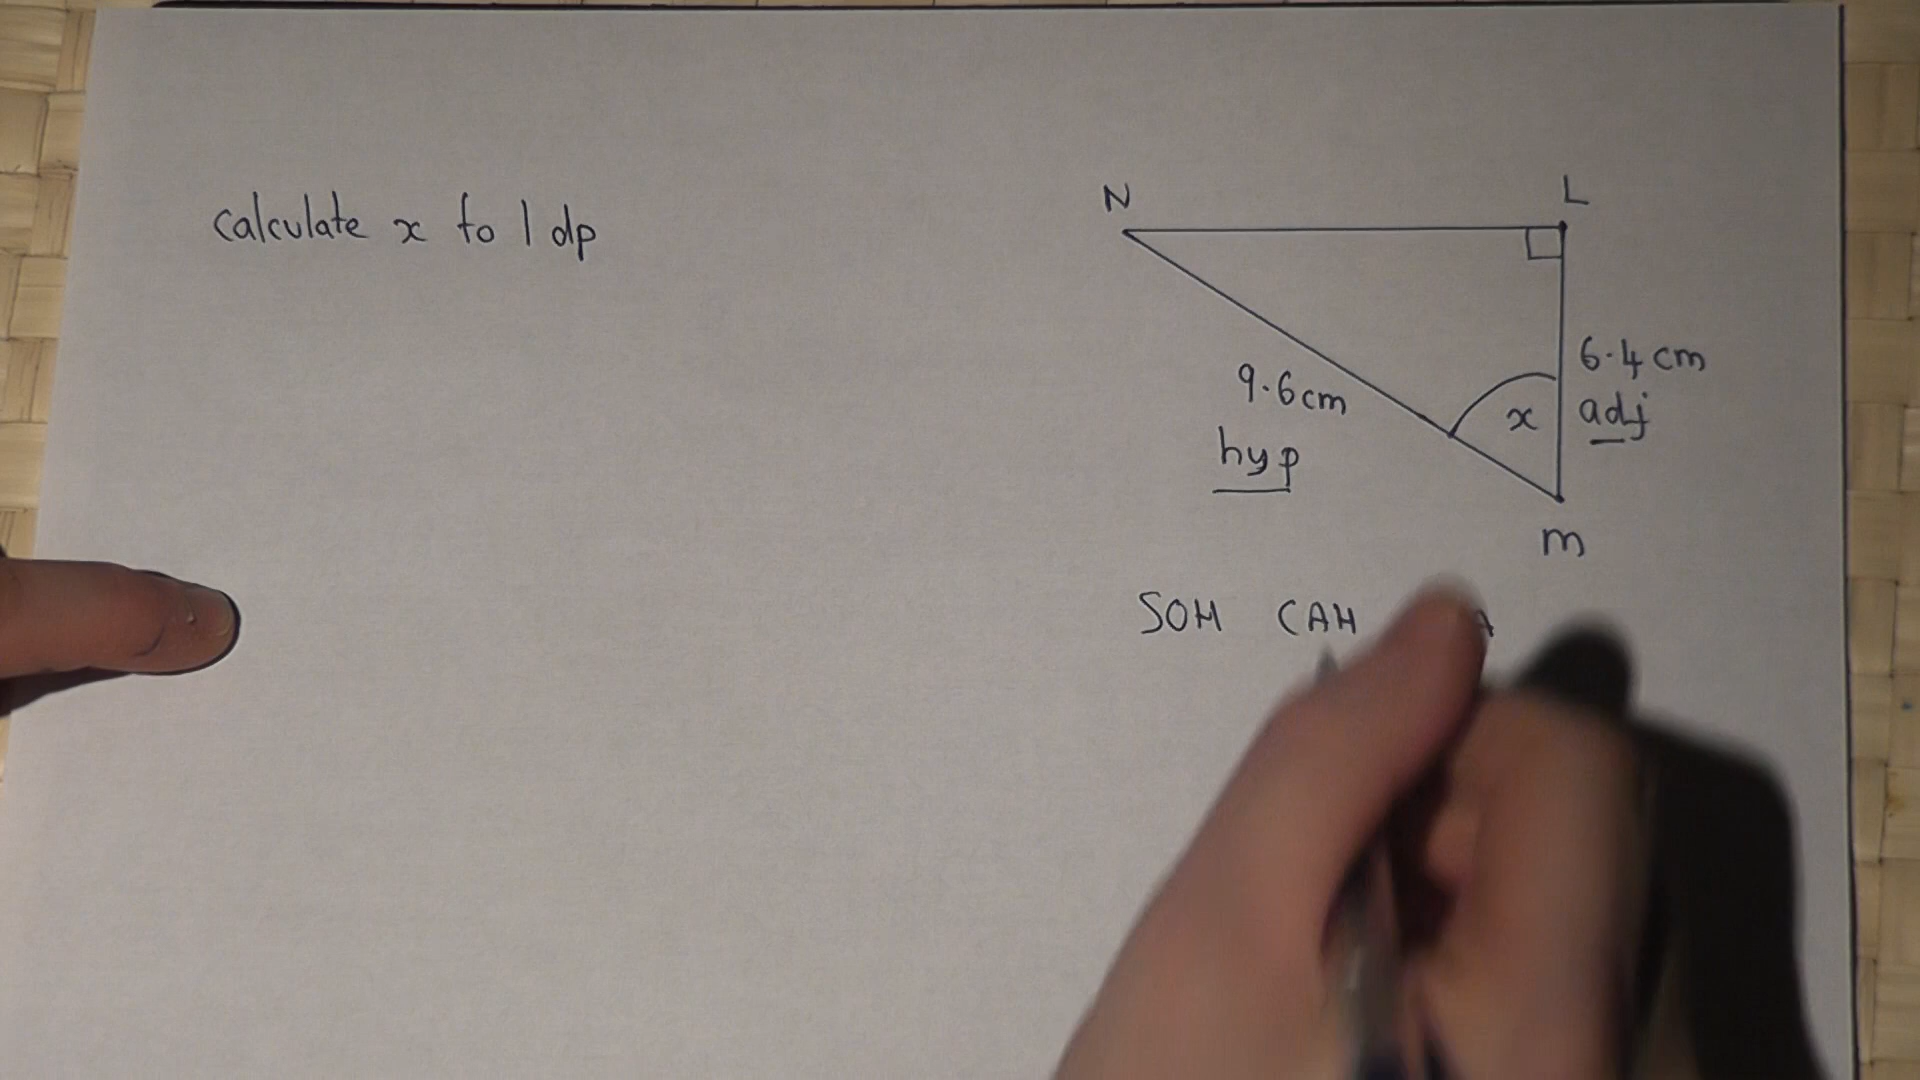 calculate x to 1 dp
N
L
6.4 cm
9.6cm
x
adj
hyp
m
SOH CAH